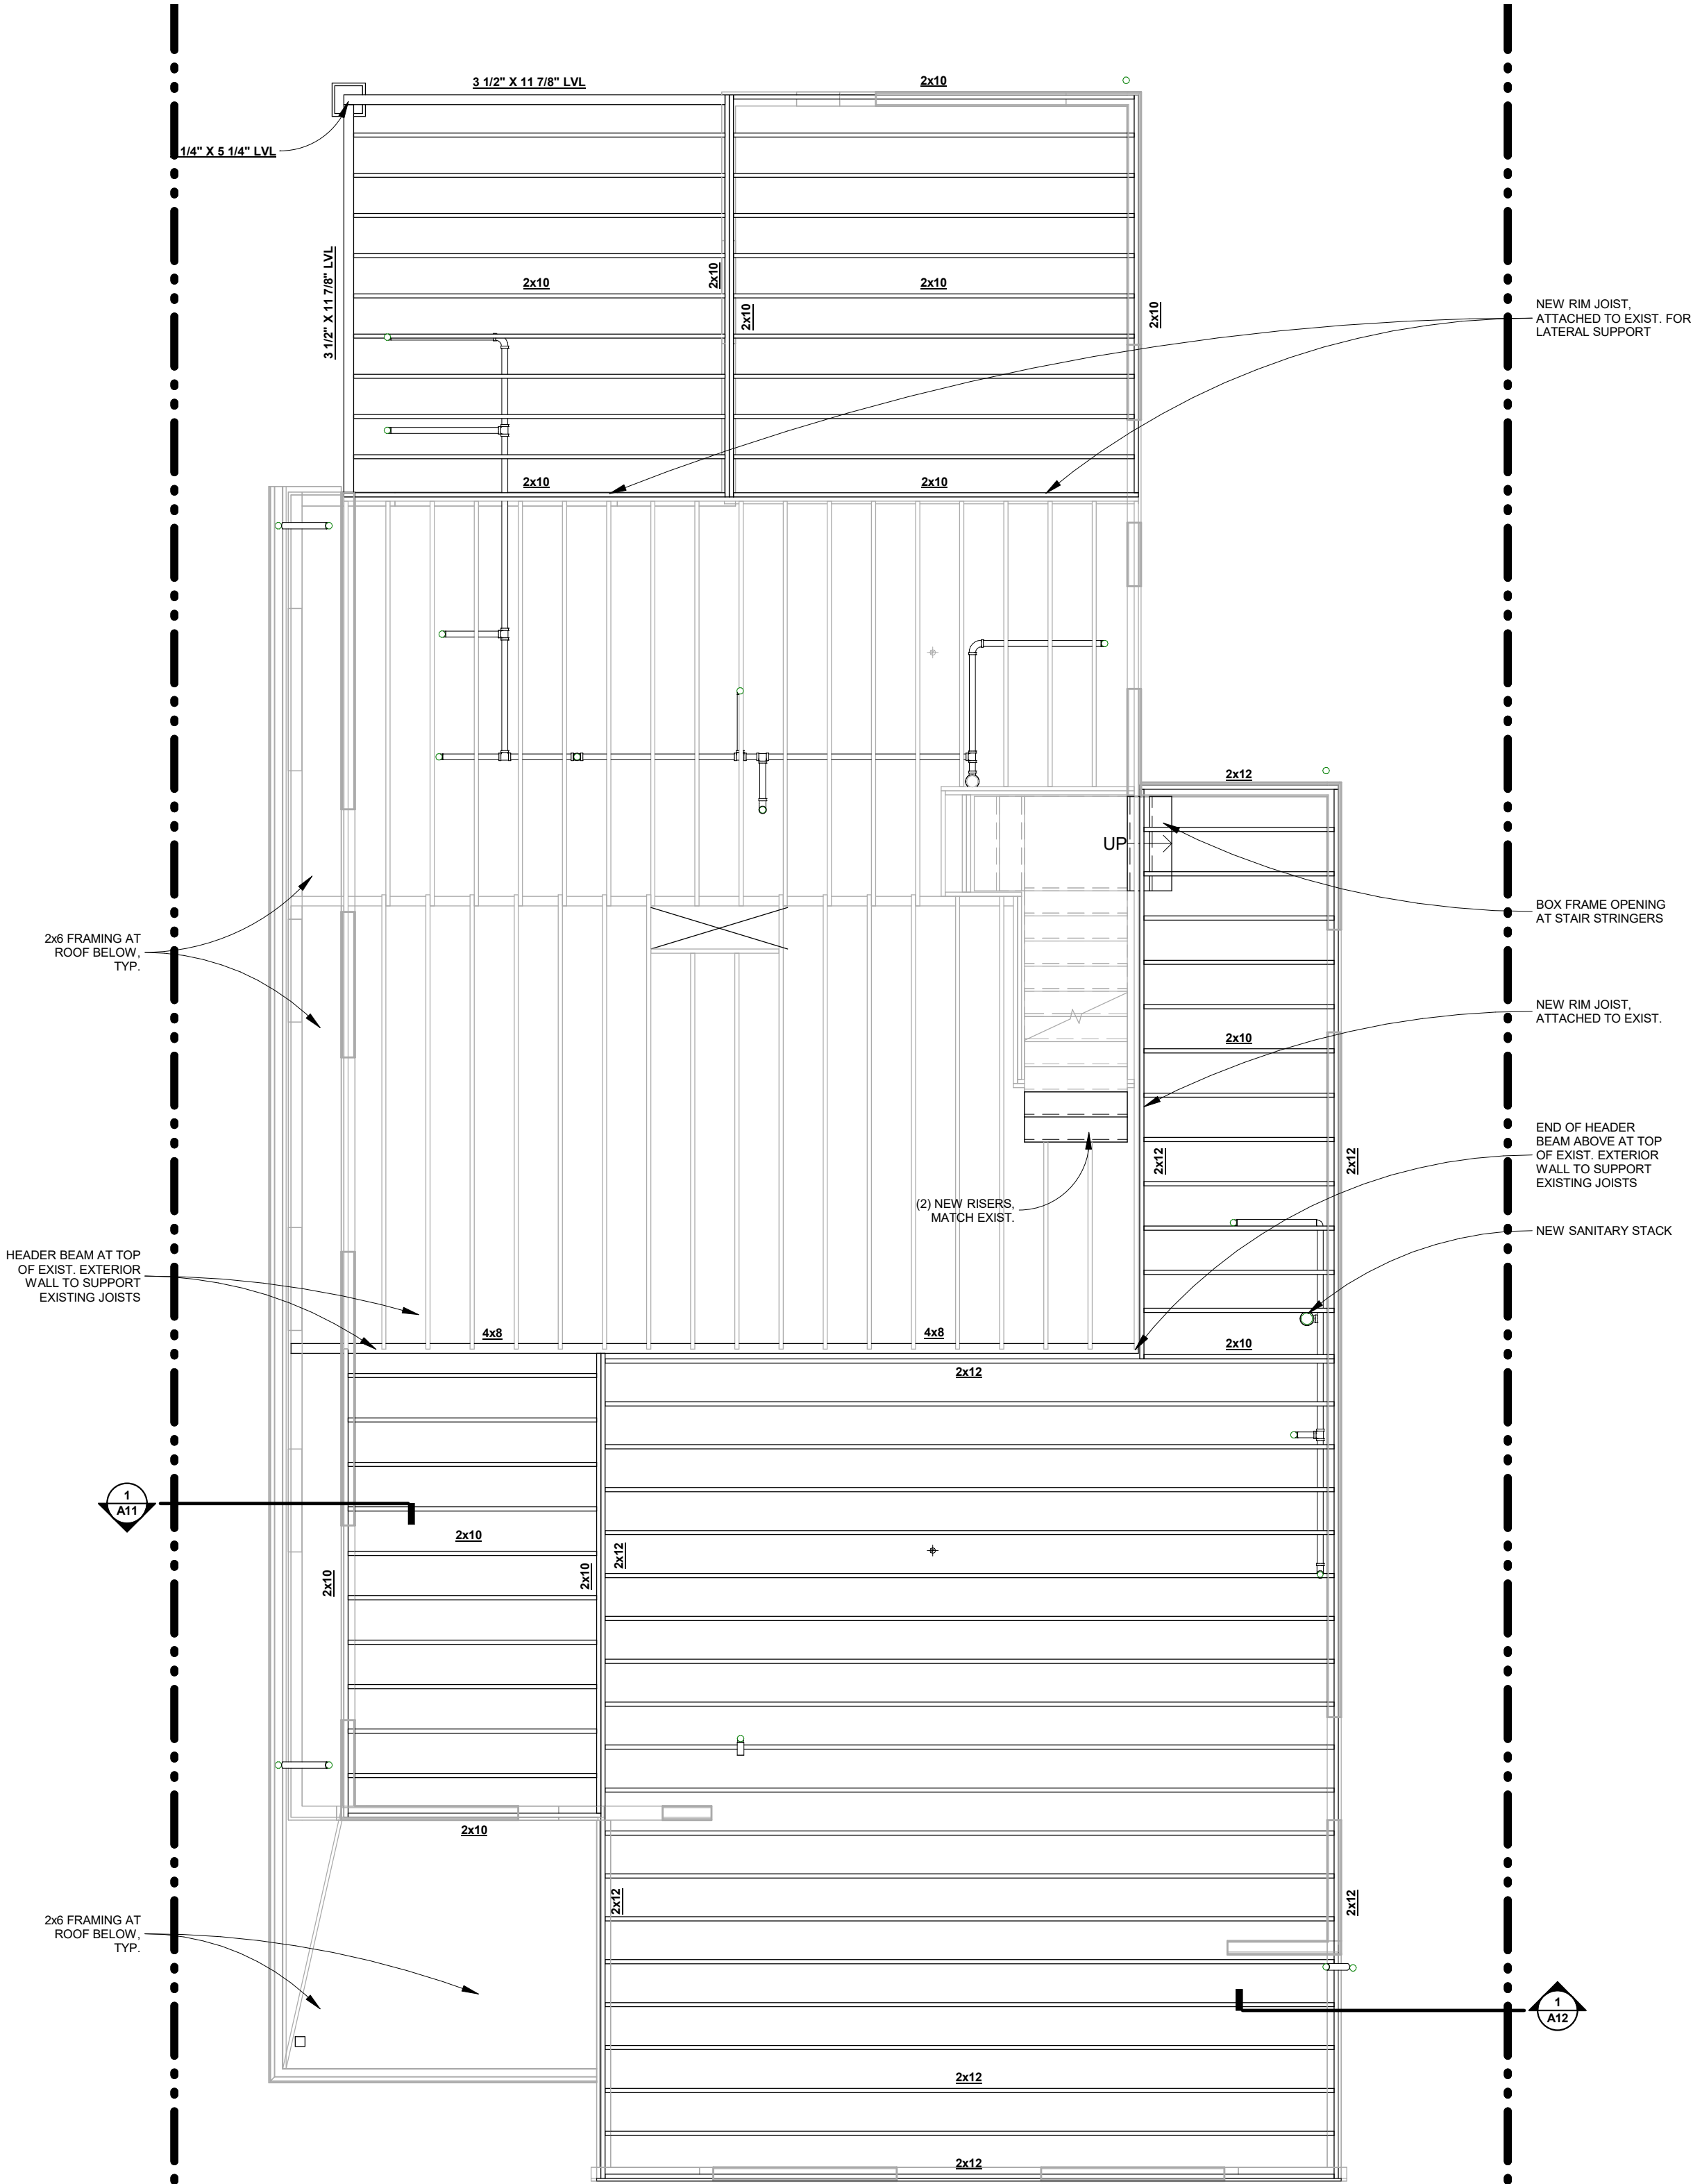 3 1/2" X 11 7/8" LVL
2x10
1/4" X 5 1/4" LVL
3 1/2" X 11 7/8" LVL
2x10
2x10
2x10
2x10
2x10
NEW RIM JOIST,
ATTACHED TO EXIST. FOR
LATERAL SUPPORT
2x10
2x10
2x12
UP
BOX FRAME OPENING
AT STAIR STRINGERS
2x6 FRAMING AT
ROOF BELOW,
TYP.
NEW RIM JOIST,
ATTACHED TO EXIST.
2x10
END OF HEADER
BEAM ABOVE AT TOP
OF EXIST. EXTERIOR
WALL TO SUPPORT
EXISTING JOISTS
2x12
2x12
(2) NEW RISERS,
MATCH EXIST.
NEW SANITARY STACK
HEADER BEAM AT TOP
OF EXIST. EXTERIOR
WALL TO SUPPORT
EXISTING JOISTS
4x8
4x8
2x10
2x12
1
A11
2x10
2x10
2x10
2x12
2x10
2x12
2x12
2x6 FRAMING AT
ROOF BELOW,
TYP.
1
A12
2x12
2x12